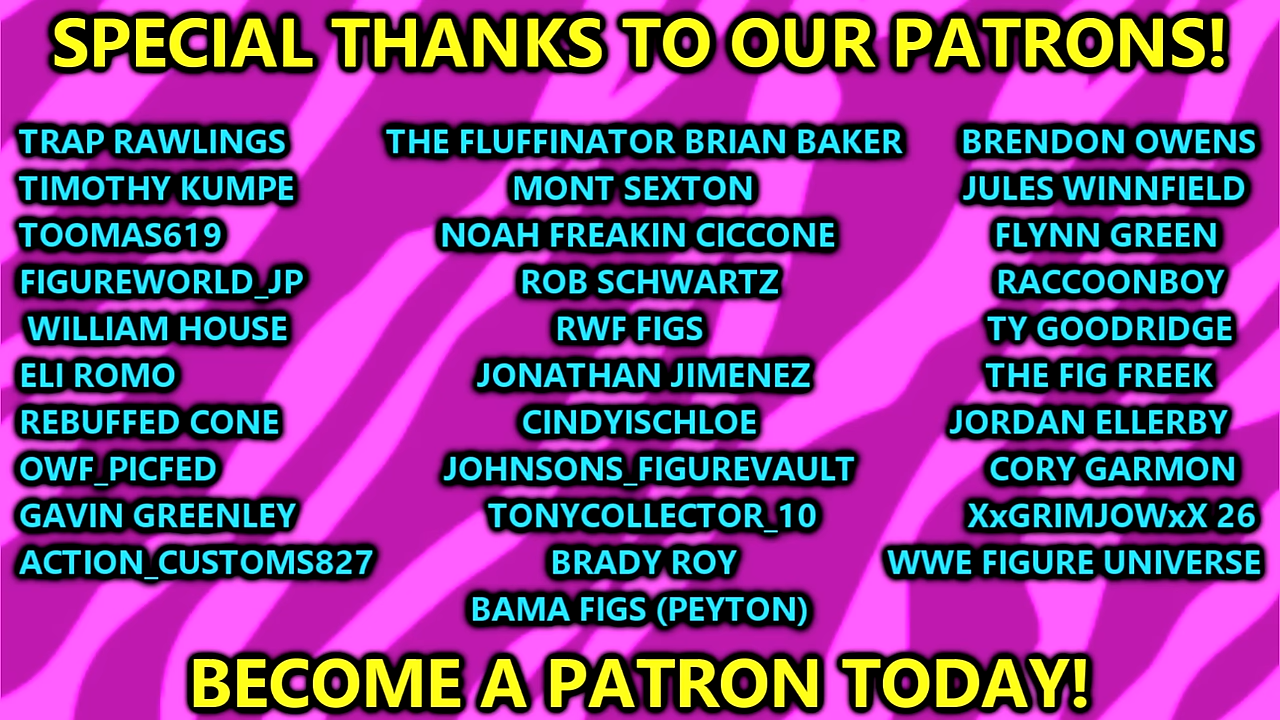 SPECIAL THANKS TO OUR PATRONS!
TRAP RAWLINGS
TIMOTHY KUMPE
TOOMAS619
FIGUREWORLD_JP
WILLIAM HOUSE
ELI ROMO
REBUFFED CONE
OWF_PICFED
GAVIN GREENLEY
ACTION_CUSTOMS827
THE FLUFFINATOR BRIAN BAKER
MONT SEXTON
NOAH FREAKIN CICCONE
ROB SCHWARTZ
RWF FIGS
JONATHAN JIMENEZ
CINDYISCHLOE
JOHNSONS_FIGUREVAULT
TONYCOLLECTOR_10
BRADY ROY
BAMA FIGS (PEYTON)
BRENDON OWENS
JULES WINNFIELD
FLYNN GREEN
RACCOONBOY
TY GOODRIDGE
THE FIG FREEK
JORDAN ELLERBY
CORY GARMON
XxGRIMJOWxX 26
WWE FIGURE UNIVERSE
BECOME A PATRON TODAY!